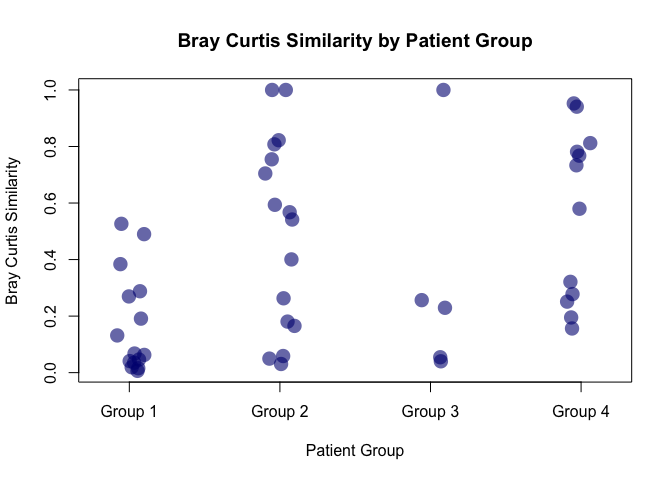 Bray Curtis Similarity by Patient Group
Bray Curtis Similarity
1.0
0.8
0.6
0.4
0.2
0.0
Group 1
Group 2
Group 3
Group 4
Patient Group